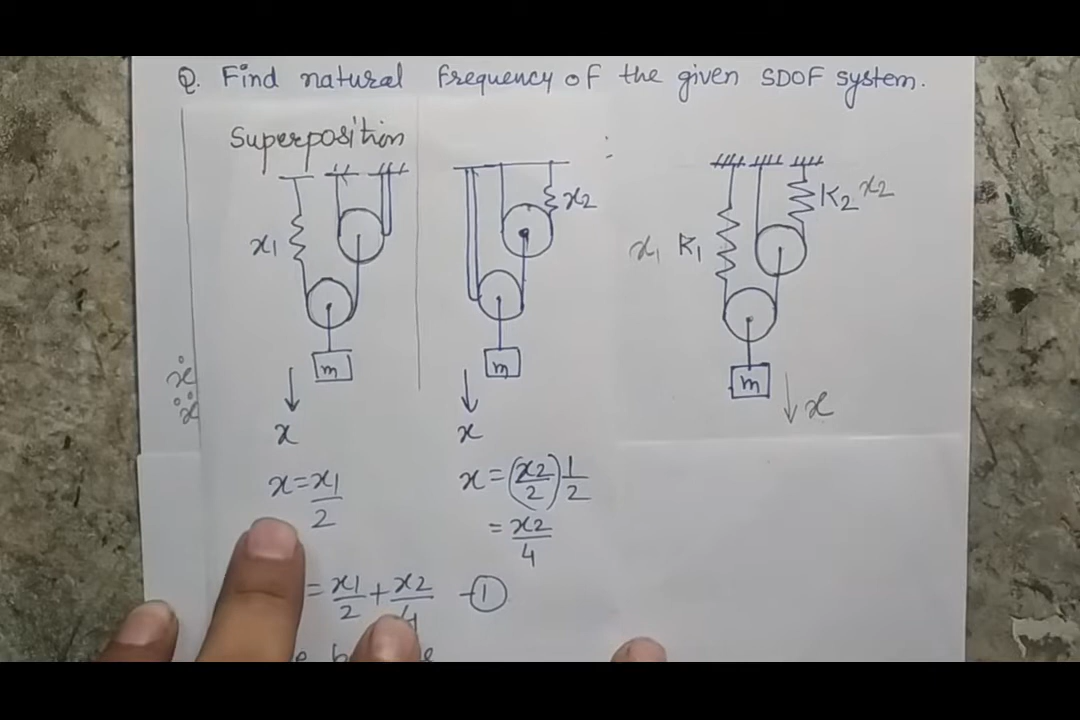 Q. Find natural frequency of the given SDOF system.
Superposition
x1
m
x
x = x1/2
x2
m
x
x = (x2/2) 1/2
= x2/4
x1 K1
K2 x2
m
x
ẋ
ẍ
= x1/2 + x2/4 -①